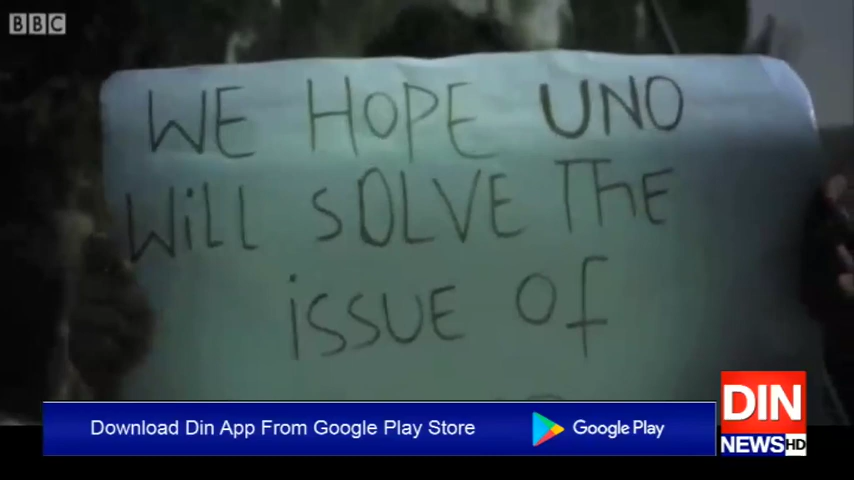 BBC
WE HOPE UNO
WiLL SOLVE THE
iSSUE OF
Download Din App From Google Play Store
Google Play
DIN
NEWS HD